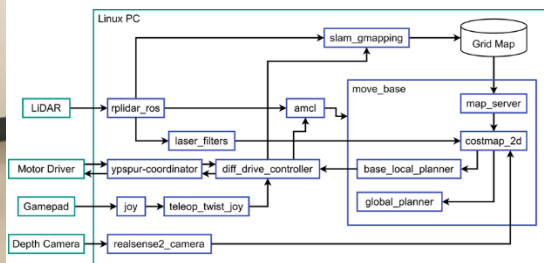 Linux PC
slam_gmapping
Grid Map
move_base
LiDAR
rplidar_ros
amcl
map_server
laser_filters
costmap_2d
Motor Driver
ypspur-coordinator
diff_drive_controller
base_local_planner
Gamepad
joy
teleop_twist_joy
global_planner
Depth Camera
realsense2_camera